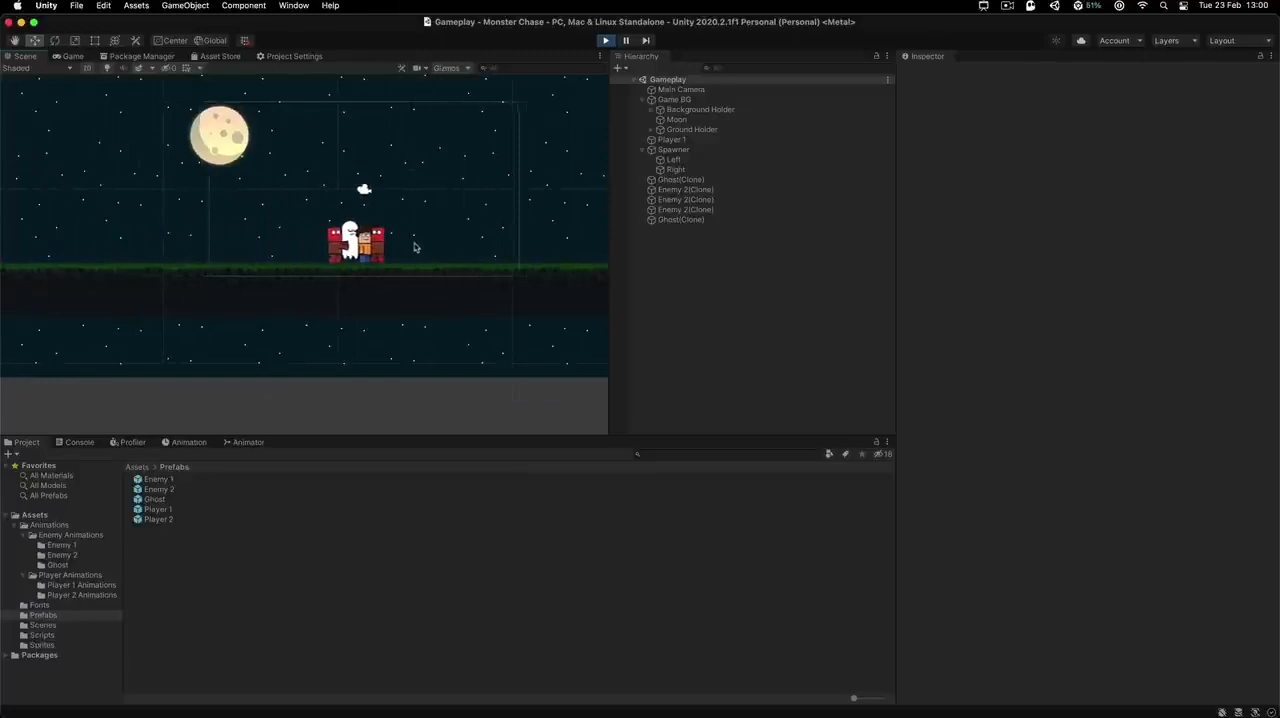 Unity File Edit Assets GameObject Component Window Help 51% Tue 23 Feb 13:00
Gameplay - Monster Chase - PC, Mac & Linux Standalone - Unity 2020.2.1f1 Personal (Personal) <Metal>
Center Global Account Layers Layout
Scene Game Package Manager Asset Store Project Settings
Shaded 2D Gizmos All
Hierarchy
All
Gameplay
Main Camera
Game BG
Background Holder
Moon
Ground Holder
Player 1
Spawner
Left
Right
Ghost(Clone)
Enemy 2(Clone)
Enemy 2(Clone)
Enemy 2(Clone)
Ghost(Clone)
Inspector
Project Console Profiler Animation Animator
18
Favorites
All Materials
All Models
All Prefabs
Assets
Animations
Enemy Animations
Enemy 1
Enemy 2
Ghost
Player Animations
Player 1 Animations
Player 2 Animations
Fonts
Prefabs
Scenes
Scripts
Sprites
Packages
Assets > Prefabs
Enemy 1
Enemy 2
Ghost
Player 1
Player 2